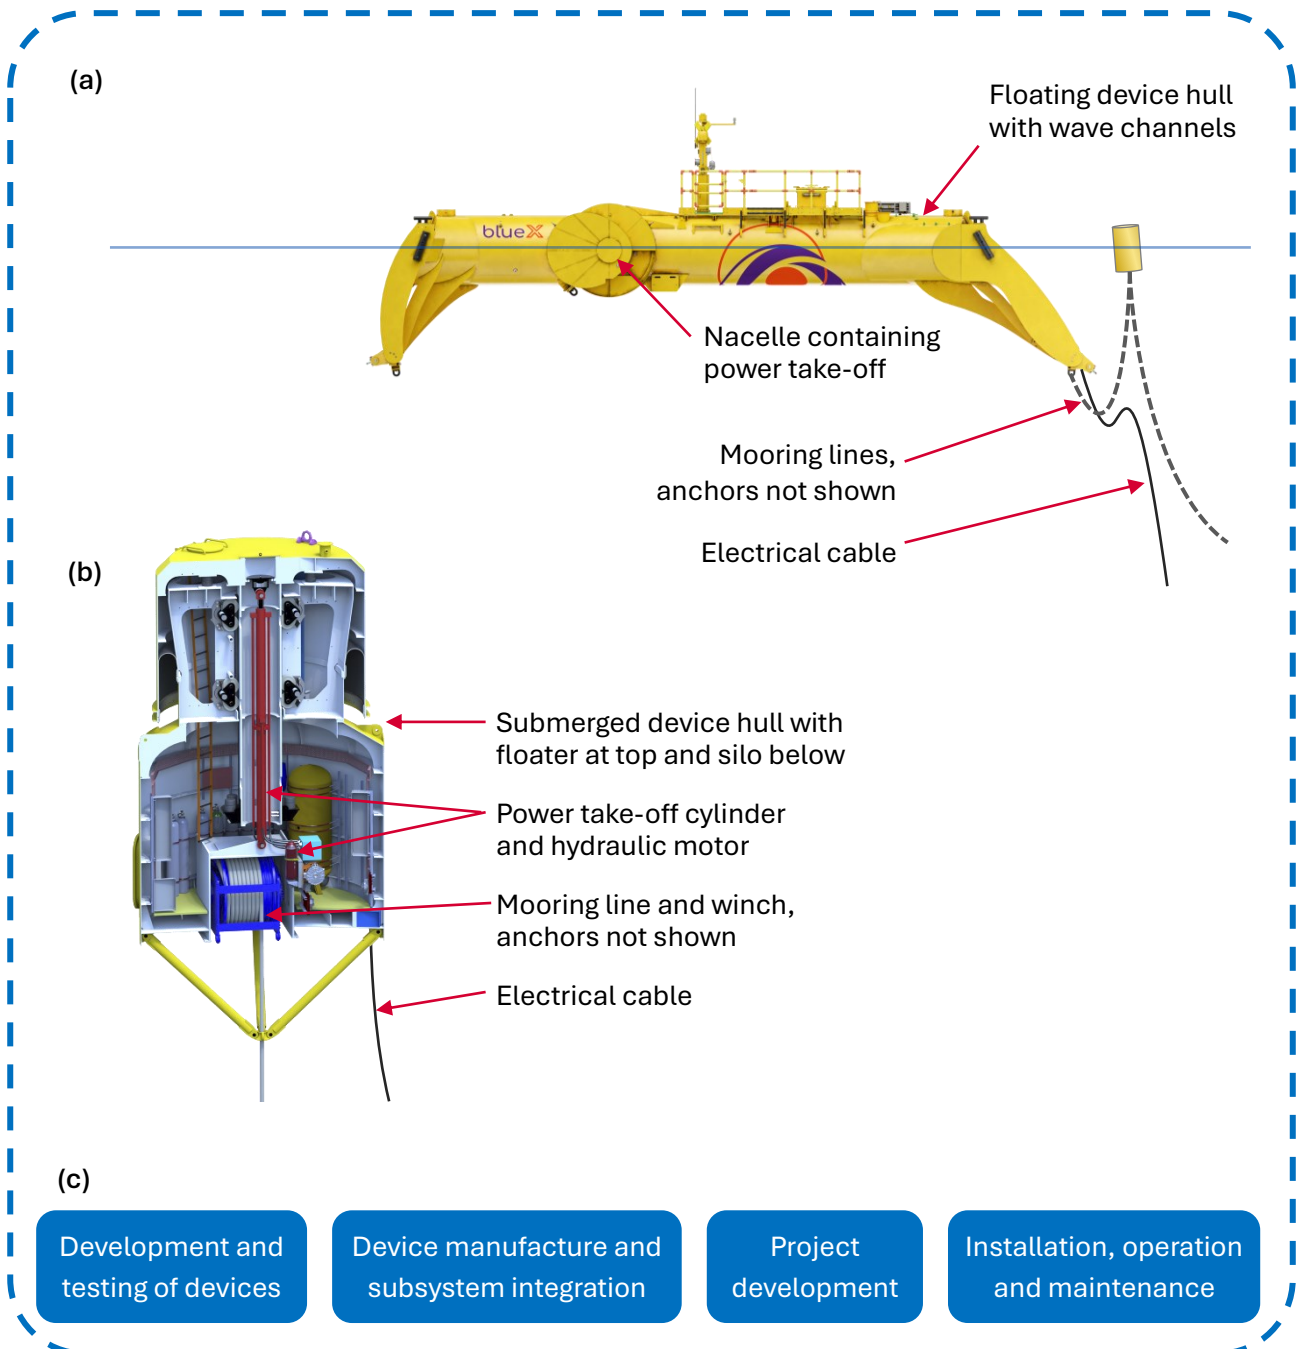 (a)
Floating device hull
with wave channels
blueX
Nacelle containing
power take-off
Mooring lines,
anchors not shown
Electrical cable
(b)
Submerged device hull with
floater at top and silo below
Power take-off cylinder
and hydraulic motor
Mooring line and winch,
anchors not shown
Electrical cable
(c)
Development and
testing of devices
Device manufacture and
subsystem integration
Project
development
Installation, operation
and maintenance